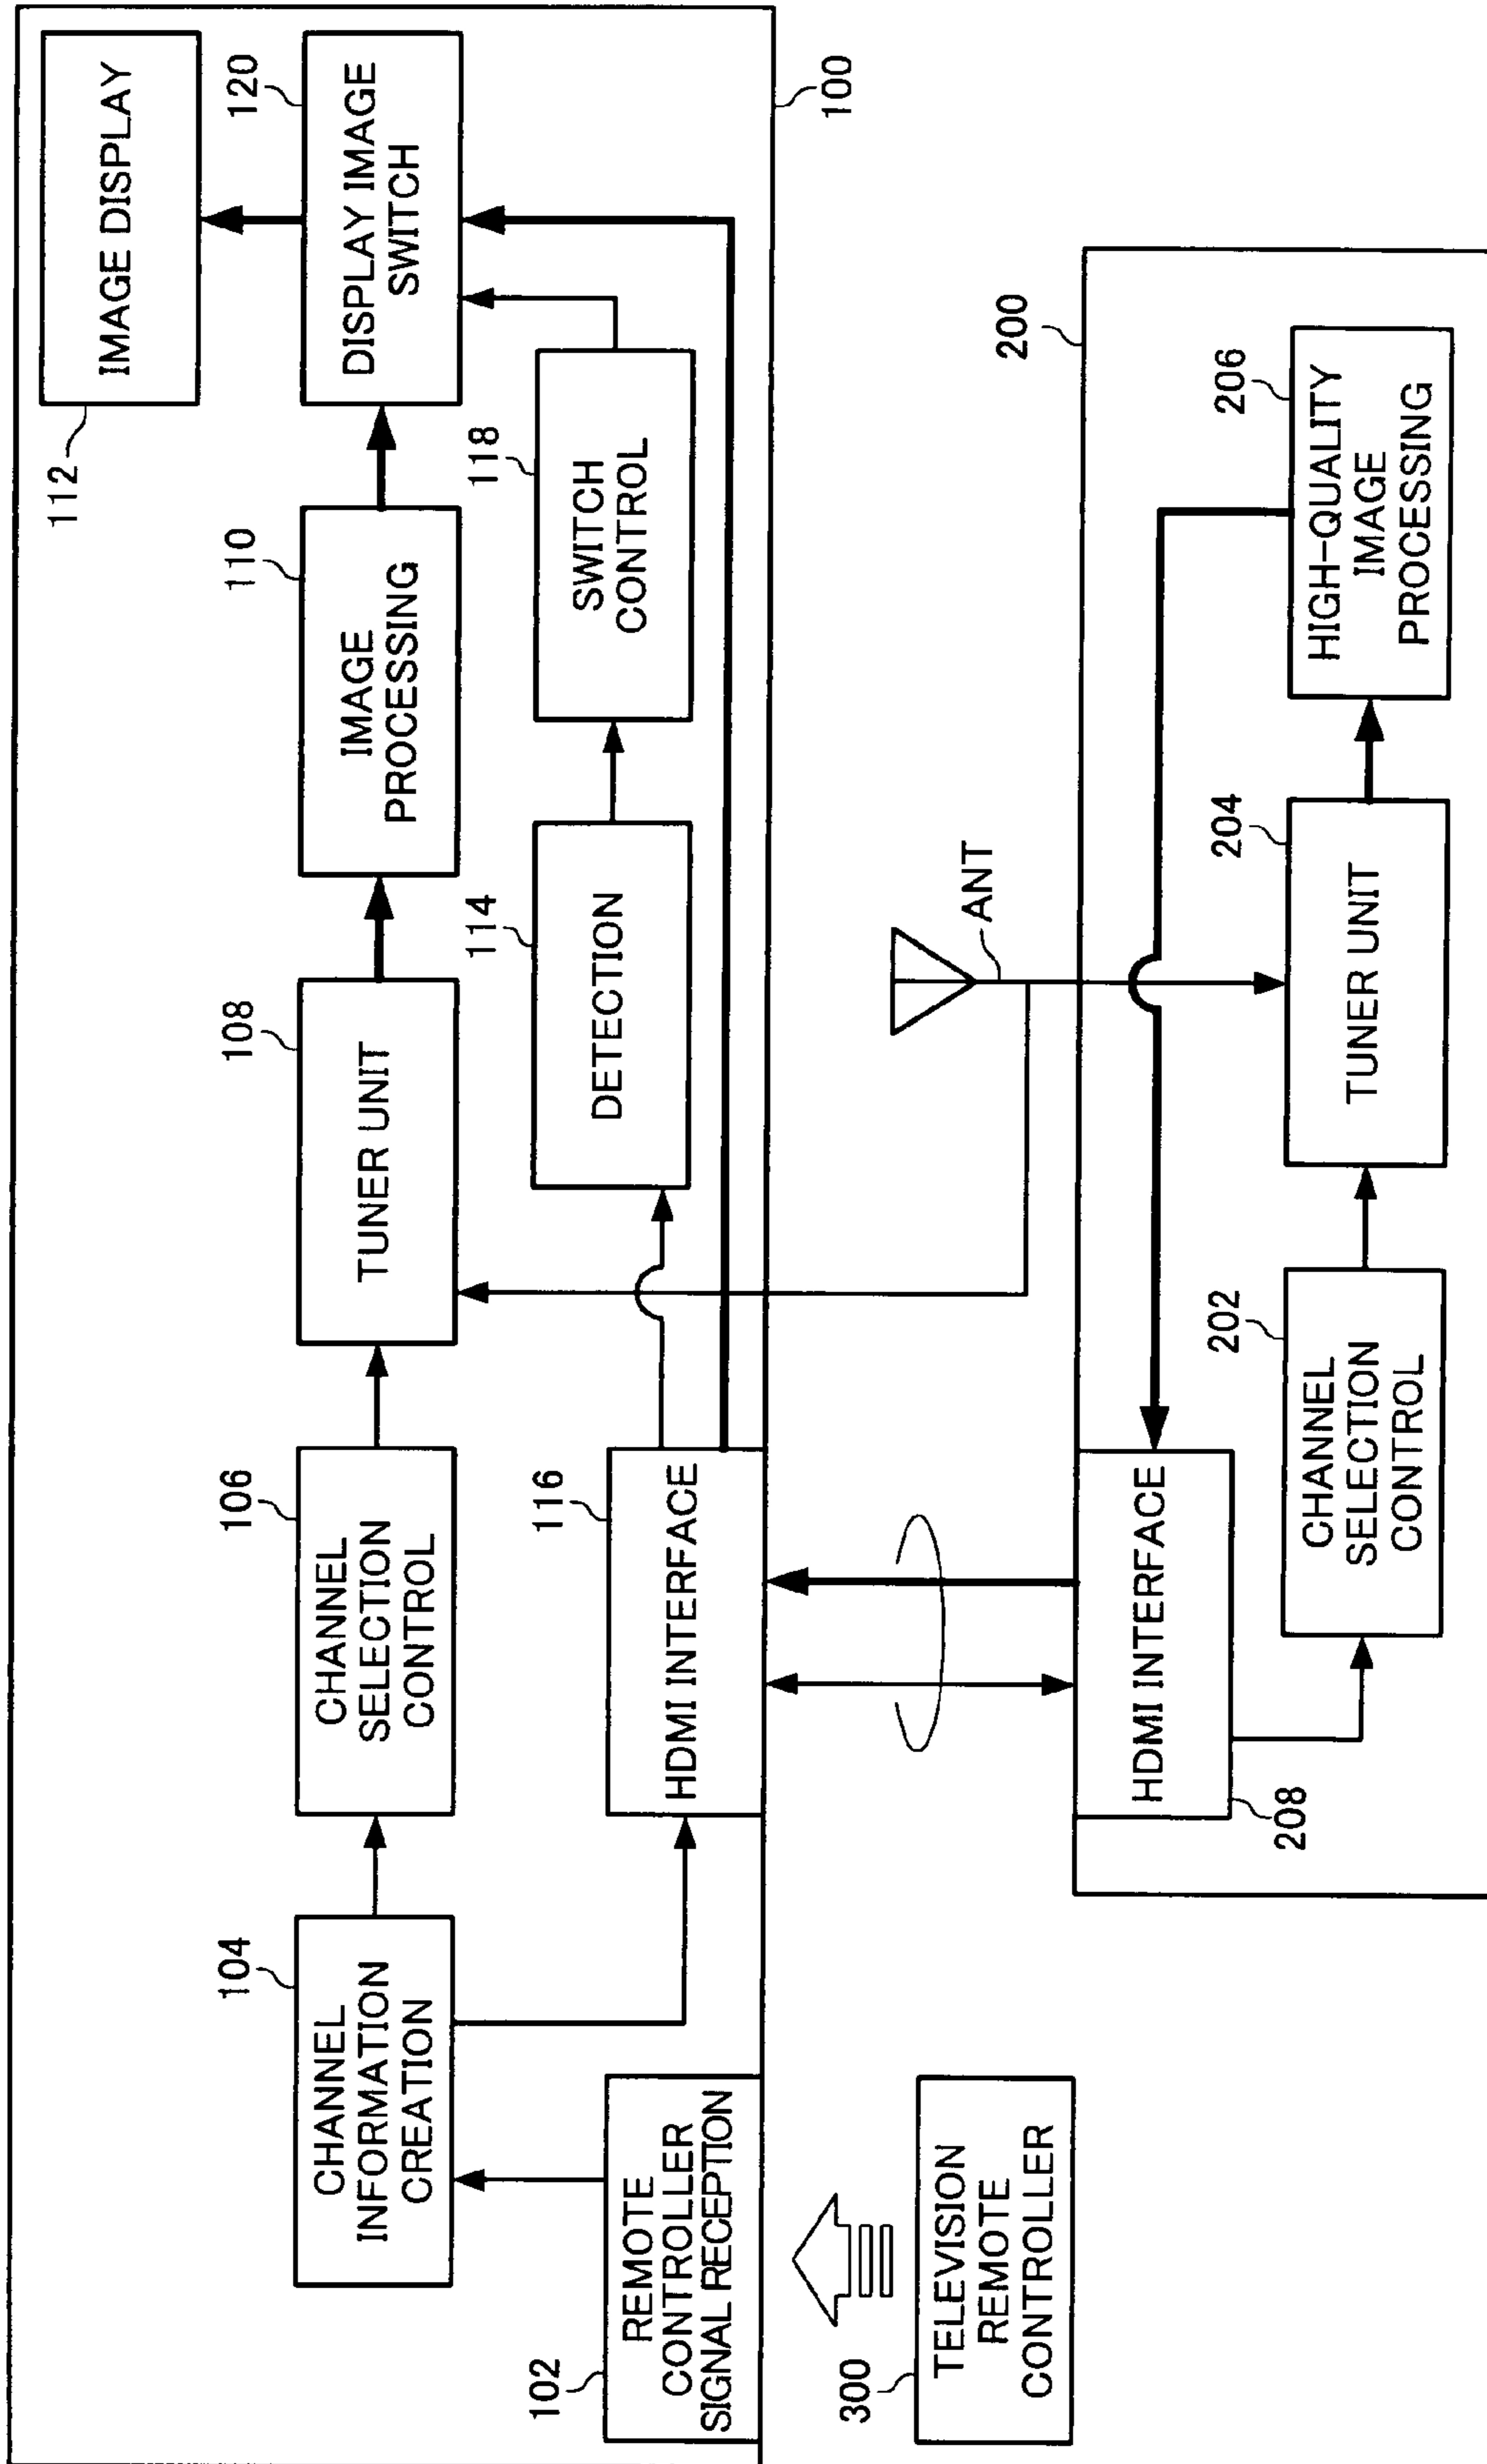 IMAGE DISPLAY
112
DISPLAY IMAGE
SWITCH
120
IMAGE
PROCESSING
110
SWITCH
CONTROL
118
TUNER UNIT
108
DETECTION
114
CHANNEL
SELECTION
CONTROL
106
HDMI INTERFACE
116
CHANNEL
INFORMATION
CREATION
104
REMOTE
CONTROLLER
SIGNAL RECEPTION
102
100
ANT
TELEVISION
REMOTE
CONTROLLER
300
200
HDMI INTERFACE
208
CHANNEL
SELECTION
CONTROL
202
TUNER UNIT
204
HIGH-QUALITY
IMAGE
PROCESSING
206